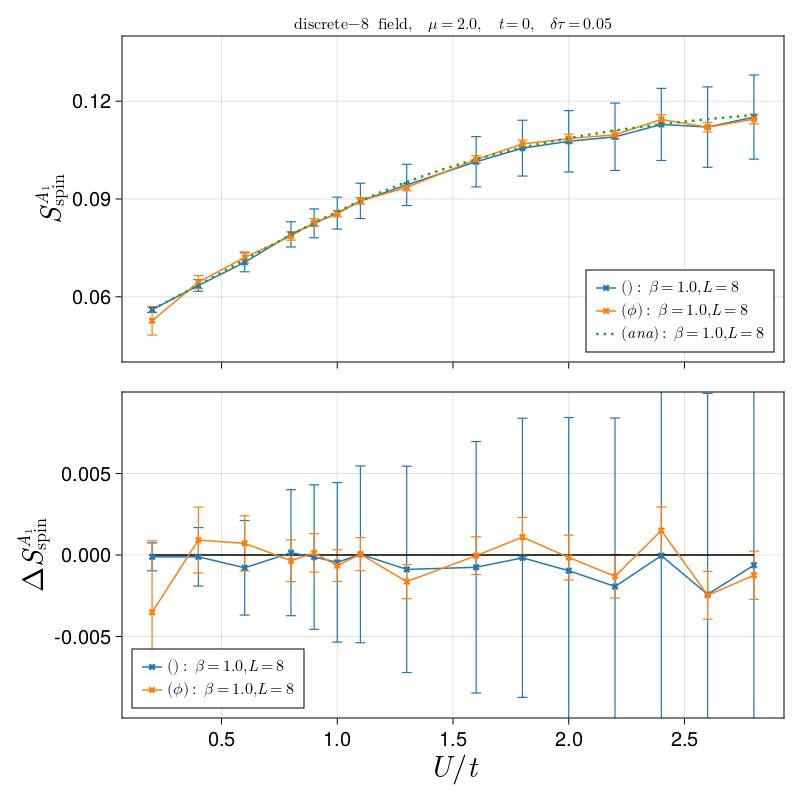 discrete−8 field, μ = 2.0, t = 0, δτ = 0.05
S_spin^{A_1}
0.12
0.09
0.06
() : β = 1.0, L = 8
(ϕ) : β = 1.0, L = 8
(ana) : β = 1.0, L = 8
ΔS_spin^{A_1}
0.005
0.000
-0.005
() : β = 1.0, L = 8
(ϕ) : β = 1.0, L = 8
0.5 1.0 1.5 2.0 2.5
U/t